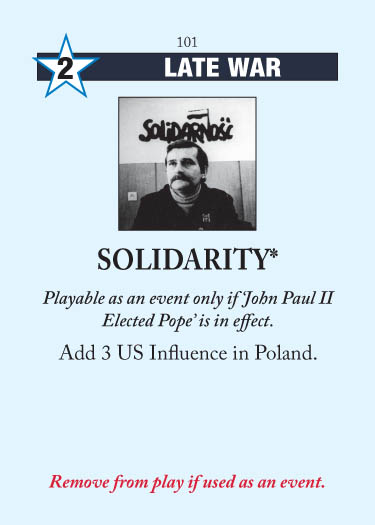 101
2
LATE WAR
SOLIDARNOŚĆ
SOLIDARITY*
Playable as an event only if 'John Paul II
Elected Pope' is in effect.
Add 3 US Influence in Poland.
Remove from play if used as an event.